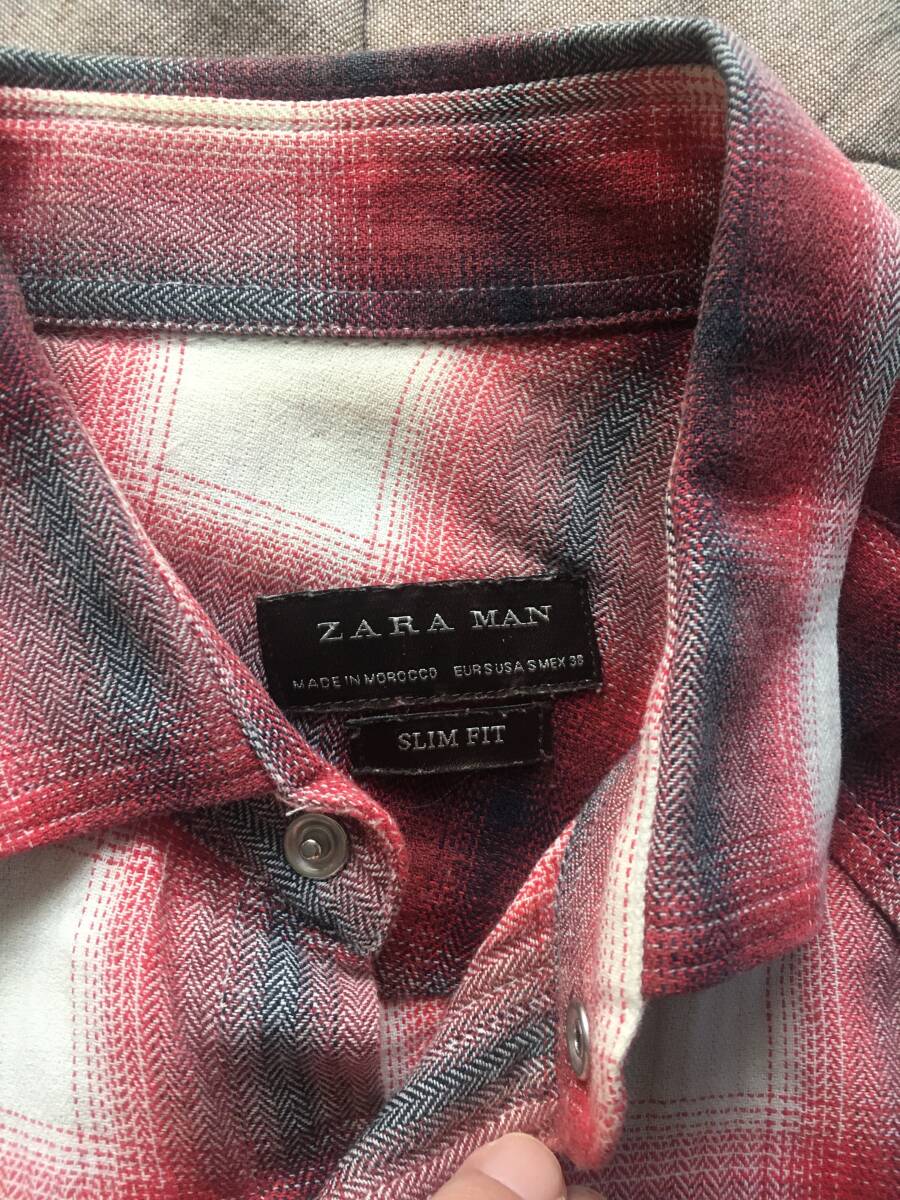 ZARA MAN
MADE IN MOROCCO EUR S USA S MEX 38
SLIM FIT